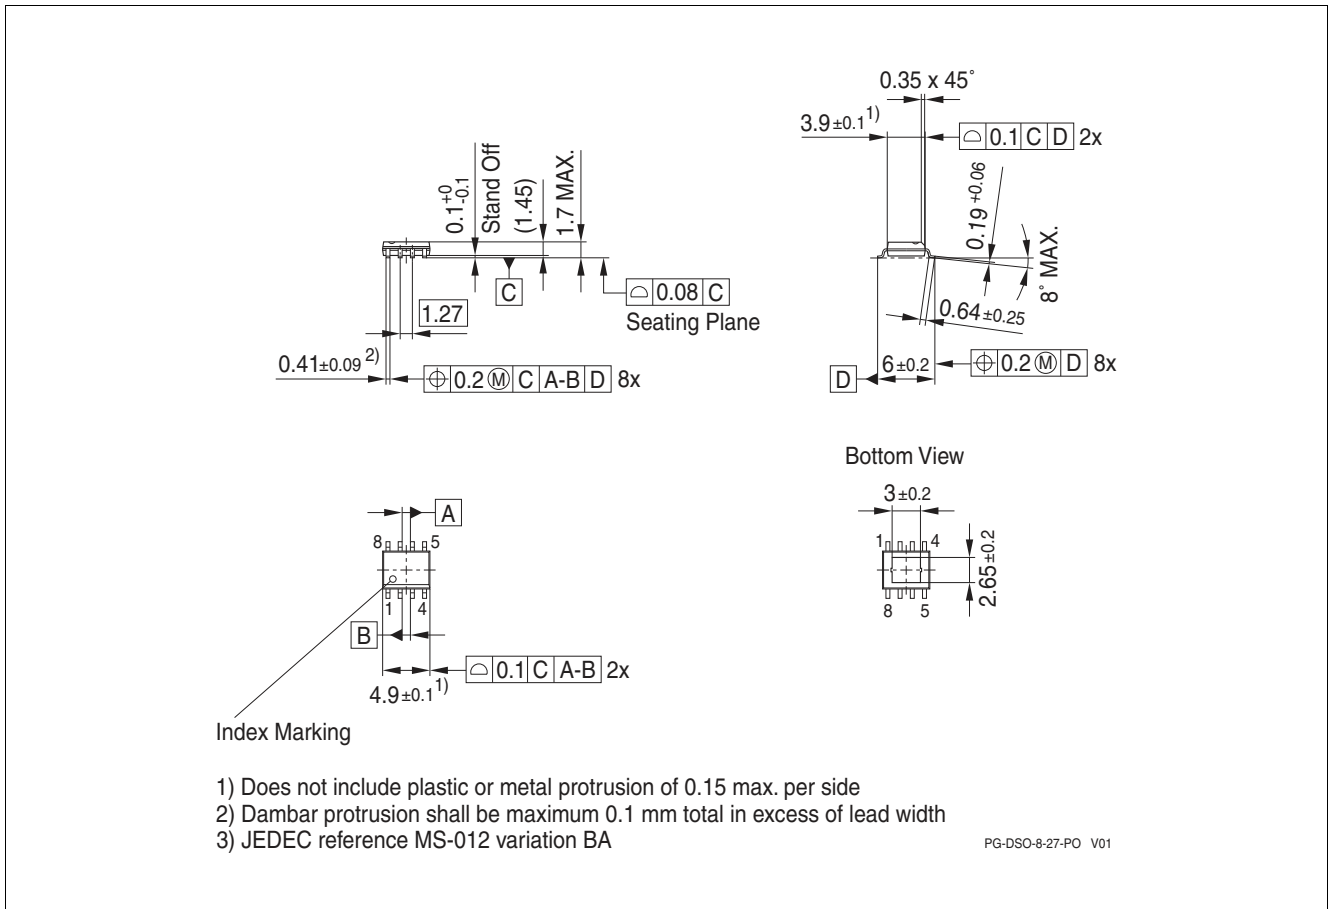 0.35 x 45˚
3.9 ±0.1 1)
0.1 C D 2x
0.1 +0 -0.1
Stand Off
(1.45)
1.7 MAX.
0.19 +0.06
8˚ MAX.
C
0.08 C
Seating Plane
1.27
0.64 ±0.25
0.41 ±0.09 2)
0.2 M C A-B D 8x
D
6 ±0.2
0.2 M D 8x
Bottom View
3 ±0.2
A
8 5
1 4
2.65 ±0.2
1 4
8 5
B
0.1 C A-B 2x
4.9 ±0.1 1)
Index Marking
1) Does not include plastic or metal protrusion of 0.15 max. per side
2) Dambar protrusion shall be maximum 0.1 mm total in excess of lead width
3) JEDEC reference MS-012 variation BA
PG-DSO-8-27-PO V01